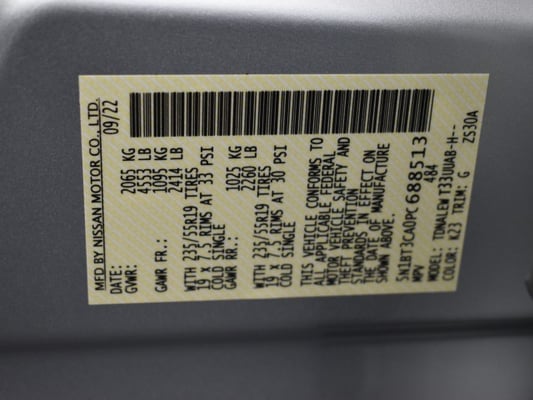 MFD BY NISSAN MOTOR CO., LTD.
DATE: 09/22
GVWR: 2065 KG
4553 LB
GAWR FR.: 1095 KG
2414 LB
WITH 235/55R19 TIRES
19 x 7.5 RIMS AT 33 PSI
COLD SINGLE
GAWR RR.: 1025 KG
2260 LB
WITH 235/55R19 TIRES
19 x 7.5 RIMS AT 30 PSI
COLD SINGLE
THIS VEHICLE CONFORMS TO
ALL APPLICABLE FEDERAL
MOTOR VEHICLE SAFETY AND
THEFT PREVENTION
STANDARDS IN EFFECT ON
THE DATE OF MANUFACTURE
SHOWN ABOVE.
5N1BT3CA0PC688513
MPV 484
MODEL: TDNALEW T33UUAB-H--
COLOR: K23 TRIM: G ZS30A